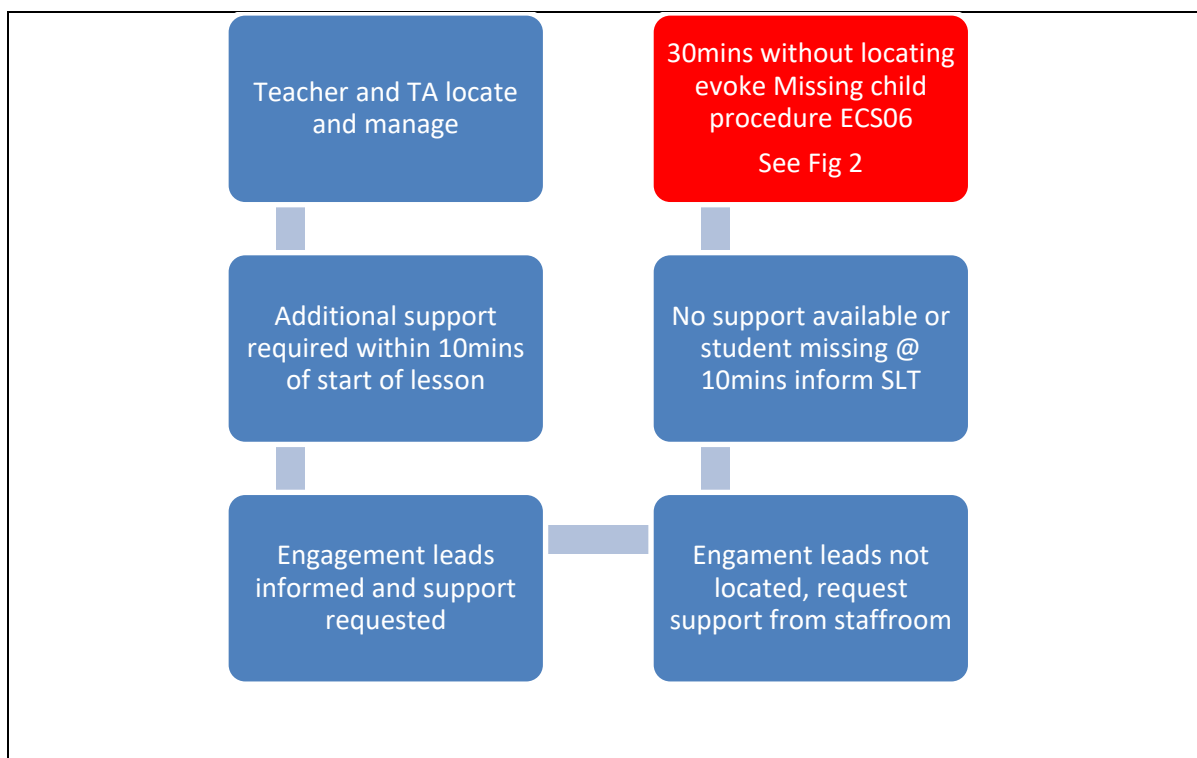 Teacher and TA locate
and manage
Additional support
required within 10mins
of start of lesson
Engagement leads
informed and support
requested
Engament leads not
located, request
support from staffroom
No support available or
student missing @
10mins inform SLT
30mins without locating
evoke Missing child
procedure ECS06
See Fig 2